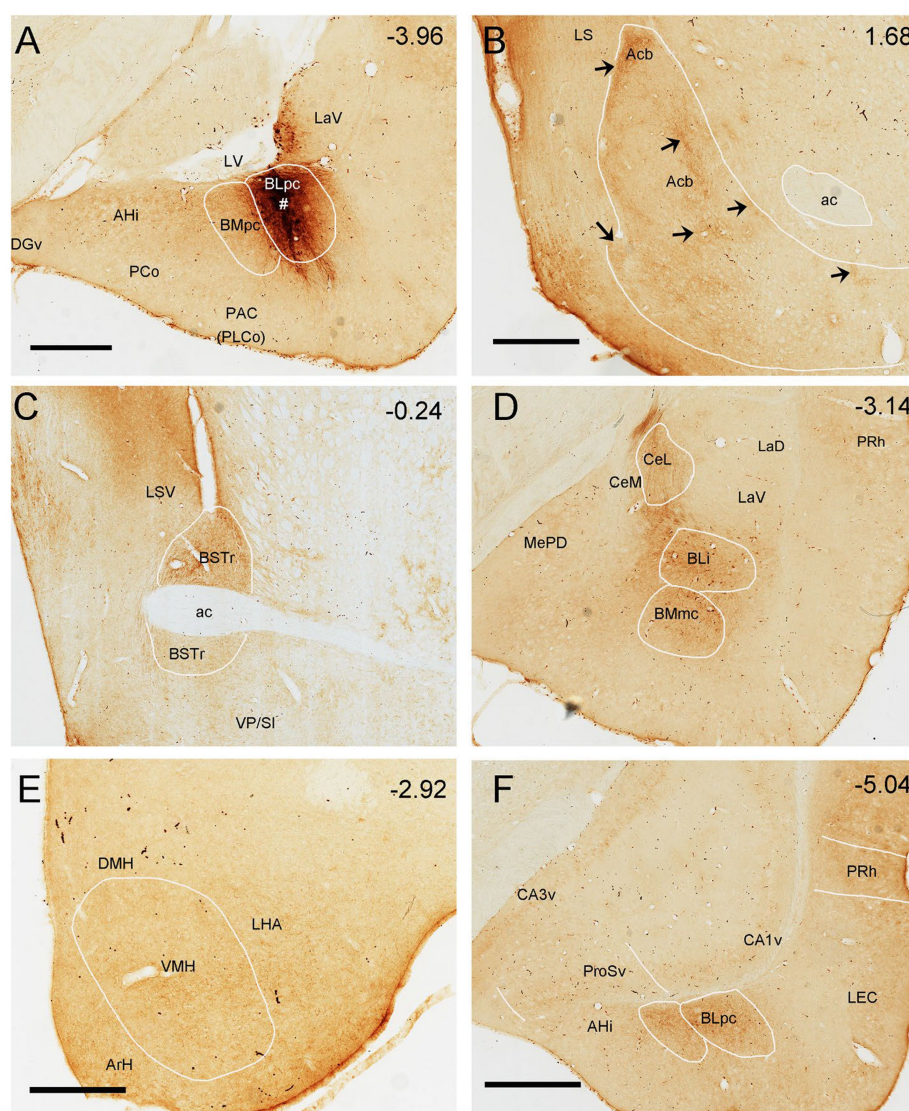 A
-3.96
LaV
LV
BLpc
#
AHi
BMpc
DGv
PCo
PAC
(PLCo)
B
1.68
LS
Acb
Acb
ac
C
-0.24
LSV
BSTr
ac
BSTr
VP/SI
D
-3.14
PRh
LaD
CeL
CeM
LaV
MePD
BLi
BMmc
E
-2.92
DMH
LHA
VMH
ArH
F
-5.04
PRh
CA3v
CA1v
ProSv
LEC
BLpc
AHi